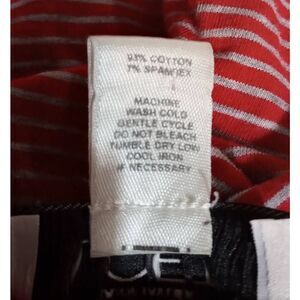 93% COTTON
7% SPANDEX
MACHINE
WASH COLD
GENTLE CYCLE
DO NOT BLEACH
TUMBLE DRY LOW
COOL IRON
IF NECESSARY